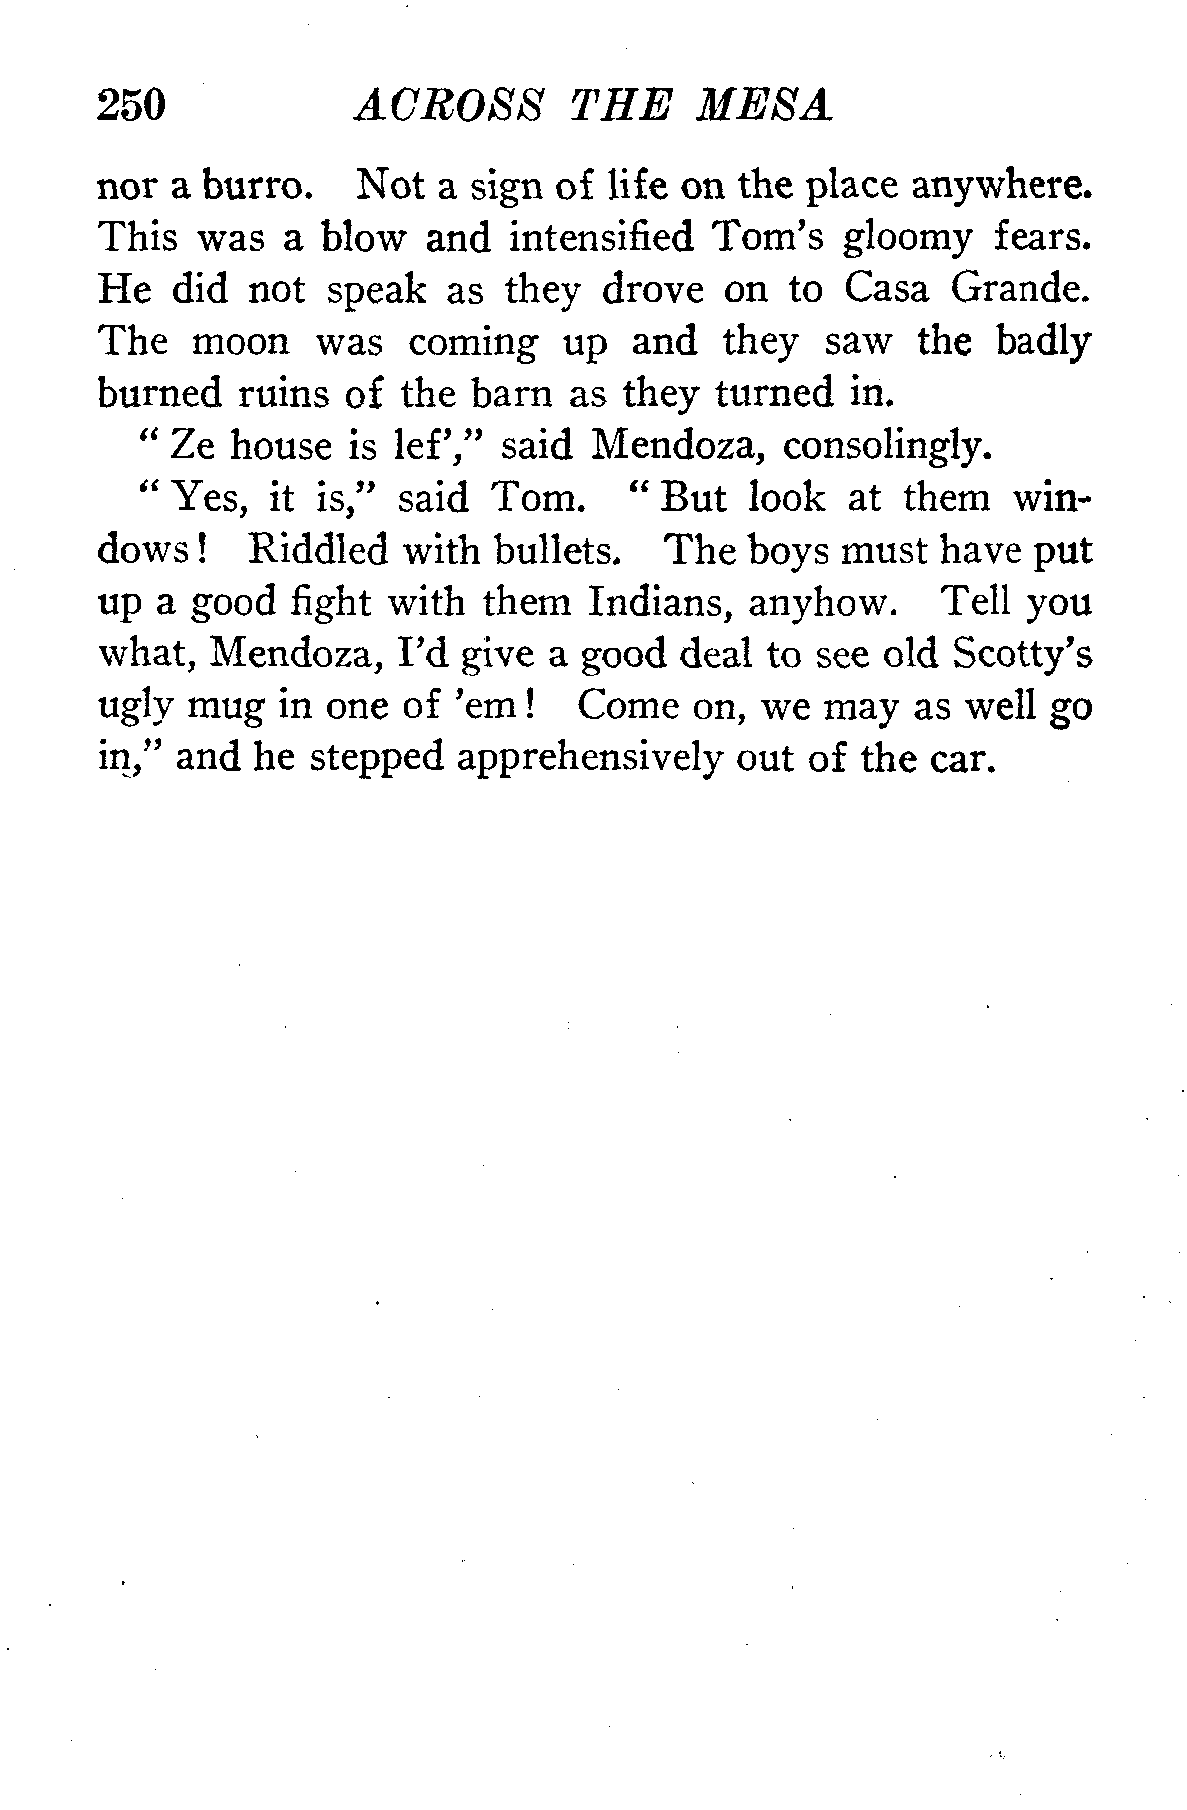 250 ACROSS THE MESA
nor a burro. Not a sign of life on the place anywhere.
This was a blow and intensified Tom's gloomy fears.
He did not speak as they drove on to Casa Grande.
The moon was coming up and they saw the badly
burned ruins of the barn as they turned in.
“ Ze house is lef’,” said Mendoza, consolingly.
“ Yes, it is,” said Tom. “ But look at them win-
dows ! Riddled with bullets. The boys must have put
up a good fight with them Indians, anyhow. Tell you
what, Mendoza, I’d give a good deal to see old Scotty’s
ugly mug in one of ’em ! Come on, we may as well go
in,” and he stepped apprehensively out of the car.